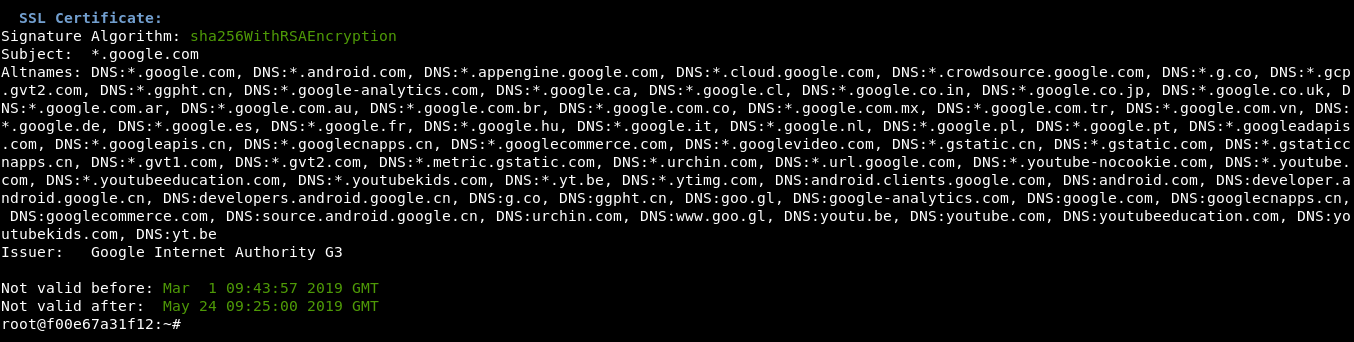 SSL Certificate:
Signature Algorithm: sha256WithRSAEncryption
Subject:  *.google.com
Altnames: DNS:*.google.com, DNS:*.android.com, DNS:*.appengine.google.com, DNS:*.cloud.google.com, DNS:*.crowdsource.google.com, DNS:*.g.co, DNS:*.gcp
.gvt2.com, DNS:*.ggpht.cn, DNS:*.google-analytics.com, DNS:*.google.ca, DNS:*.google.cl, DNS:*.google.co.in, DNS:*.google.co.jp, DNS:*.google.co.uk, D
NS:*.google.com.ar, DNS:*.google.com.au, DNS:*.google.com.br, DNS:*.google.com.co, DNS:*.google.com.mx, DNS:*.google.com.tr, DNS:*.google.com.vn, DNS:
*.google.de, DNS:*.google.es, DNS:*.google.fr, DNS:*.google.hu, DNS:*.google.it, DNS:*.google.nl, DNS:*.google.pl, DNS:*.google.pt, DNS:*.googleadapis
.com, DNS:*.googleapis.cn, DNS:*.googlecnapps.cn, DNS:*.googlecommerce.com, DNS:*.googlevideo.com, DNS:*.gstatic.cn, DNS:*.gstatic.com, DNS:*.gstaticc
napps.cn, DNS:*.gvt1.com, DNS:*.gvt2.com, DNS:*.metric.gstatic.com, DNS:*.urchin.com, DNS:*.url.google.com, DNS:*.youtube-nocookie.com, DNS:*.youtube.
com, DNS:*.youtubeeducation.com, DNS:*.youtubekids.com, DNS:*.yt.be, DNS:*.ytimg.com, DNS:android.clients.google.com, DNS:android.com, DNS:developer.a
ndroid.google.cn, DNS:developers.android.google.cn, DNS:g.co, DNS:ggpht.cn, DNS:goo.gl, DNS:google-analytics.com, DNS:google.com, DNS:googlecnapps.cn,
 DNS:googlecommerce.com, DNS:source.android.google.cn, DNS:urchin.com, DNS:www.goo.gl, DNS:youtu.be, DNS:youtube.com, DNS:youtubeeducation.com, DNS:yo
utubekids.com, DNS:yt.be
Issuer:   Google Internet Authority G3
Not valid before: Mar  1 09:43:57 2019 GMT
Not valid after:  May 24 09:25:00 2019 GMT
root@f00e67a31f12:~#